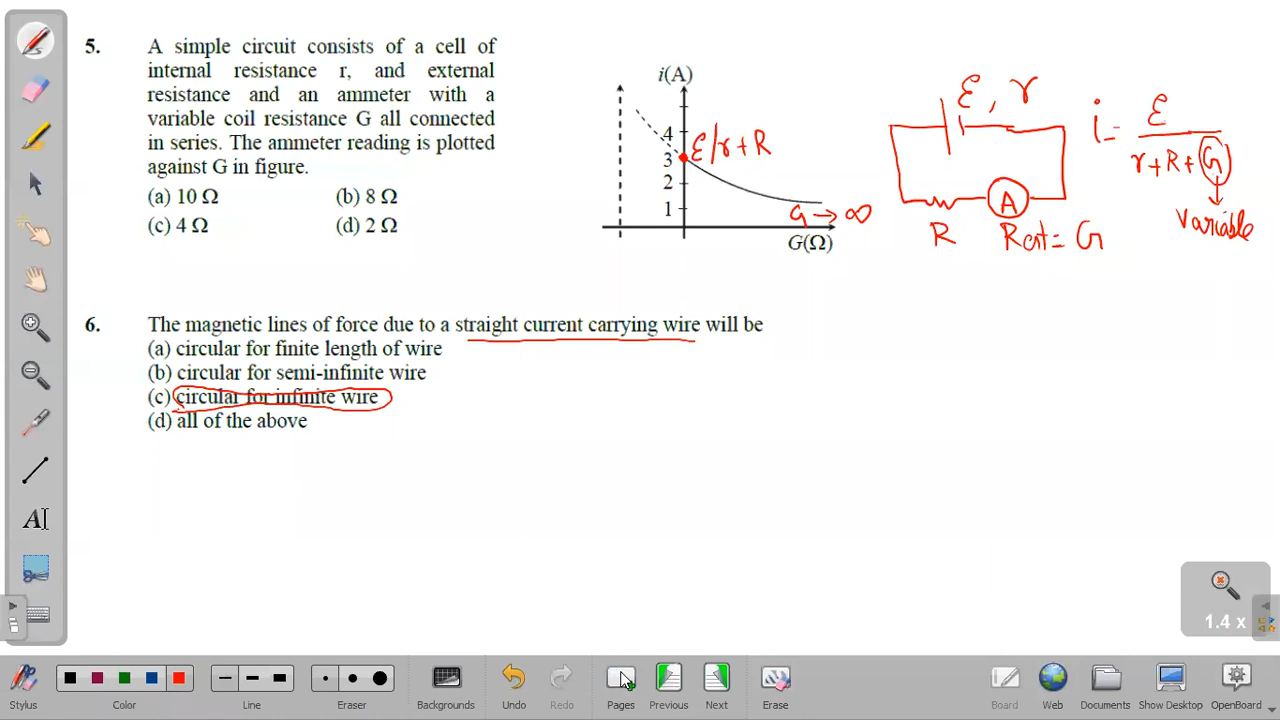 5. A simple circuit consists of a cell of
internal resistance r, and external
resistance and an ammeter with a
variable coil resistance G all connected
in series. The ammeter reading is plotted
against G in figure.
(a) 10 Ω (b) 8 Ω
(c) 4 Ω (d) 2 Ω
i(A)
4
3
2
1
G(Ω)
ε/r+R
G → ∞
ε, r
R
A
i = ε / r+R+G
variable
6. The magnetic lines of force due to a straight current carrying wire will be
(a) circular for finite length of wire
(b) circular for semi-infinite wire
(c) circular for infinite wire
(d) all of the above
1.4 x
Stylus
Color
Line
Eraser
Backgrounds
Undo
Redo
Pages
Previous
Next
Erase
Board
Web
Documents
Show Desktop
OpenBoard